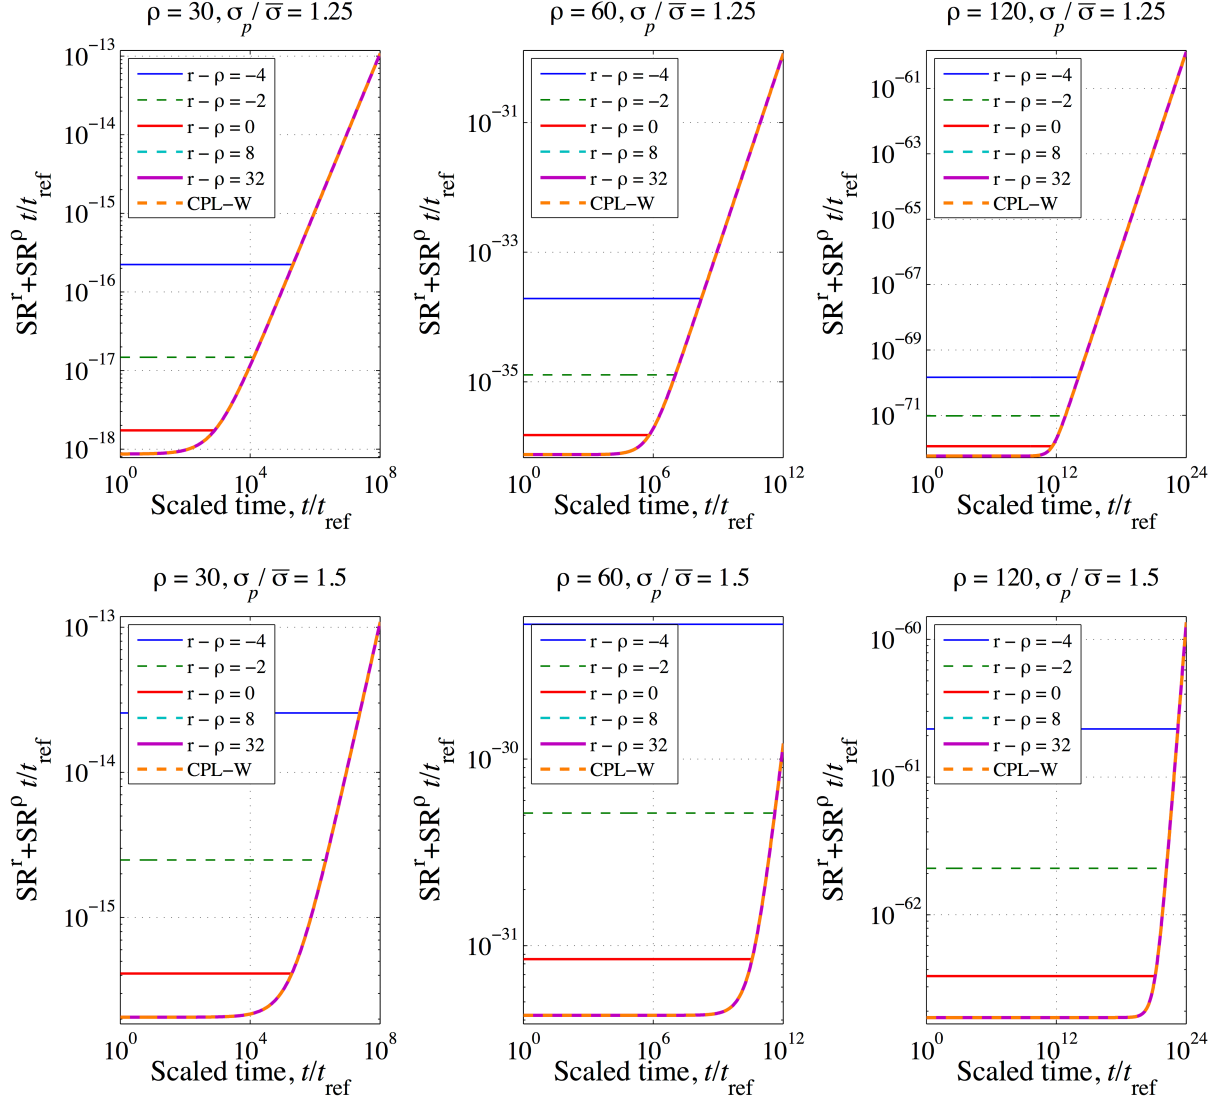 ρ = 30, σp / σ̅ = 1.25
SRʳ+SRᵖ t/tref
10⁻¹³
10⁻¹⁴
10⁻¹⁵
10⁻¹⁶
10⁻¹⁷
10⁻¹⁸
r − ρ = −4
r − ρ = −2
r − ρ = 0
r − ρ = 8
r − ρ = 32
CPL−W
10⁰ 10⁴ 10⁸
Scaled time, t/tref
ρ = 60, σp / σ̅ = 1.25
SRʳ+SRᵖ t/tref
10⁻³¹
10⁻³³
10⁻³⁵
r − ρ = −4
r − ρ = −2
r − ρ = 0
r − ρ = 8
r − ρ = 32
CPL−W
10⁰ 10⁶ 10¹²
Scaled time, t/tref
ρ = 120, σp / σ̅ = 1.25
SRʳ+SRᵖ t/tref
10⁻⁶¹
10⁻⁶³
10⁻⁶⁵
10⁻⁶⁷
10⁻⁶⁹
10⁻⁷¹
r − ρ = −4
r − ρ = −2
r − ρ = 0
r − ρ = 8
r − ρ = 32
CPL−W
10⁰ 10¹² 10²⁴
Scaled time, t/tref
ρ = 30, σp / σ̅ = 1.5
SRʳ+SRᵖ t/tref
10⁻¹³
10⁻¹⁴
10⁻¹⁵
r − ρ = −4
r − ρ = −2
r − ρ = 0
r − ρ = 8
r − ρ = 32
CPL−W
10⁰ 10⁴ 10⁸
Scaled time, t/tref
ρ = 60, σp / σ̅ = 1.5
SRʳ+SRᵖ t/tref
10⁻³⁰
10⁻³¹
r − ρ = −4
r − ρ = −2
r − ρ = 0
r − ρ = 8
r − ρ = 32
CPL−W
10⁰ 10⁶ 10¹²
Scaled time, t/tref
ρ = 120, σp / σ̅ = 1.5
SRʳ+SRᵖ t/tref
10⁻⁶⁰
10⁻⁶¹
10⁻⁶²
r − ρ = −4
r − ρ = −2
r − ρ = 0
r − ρ = 8
r − ρ = 32
CPL−W
10⁰ 10¹² 10²⁴
Scaled time, t/tref